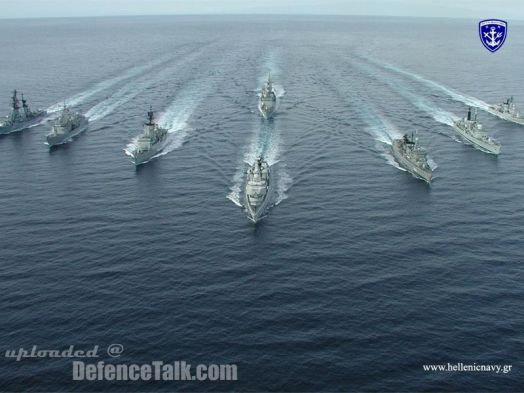 uploaded @
DefenceTalk.com
www.hellenicnavy.gr